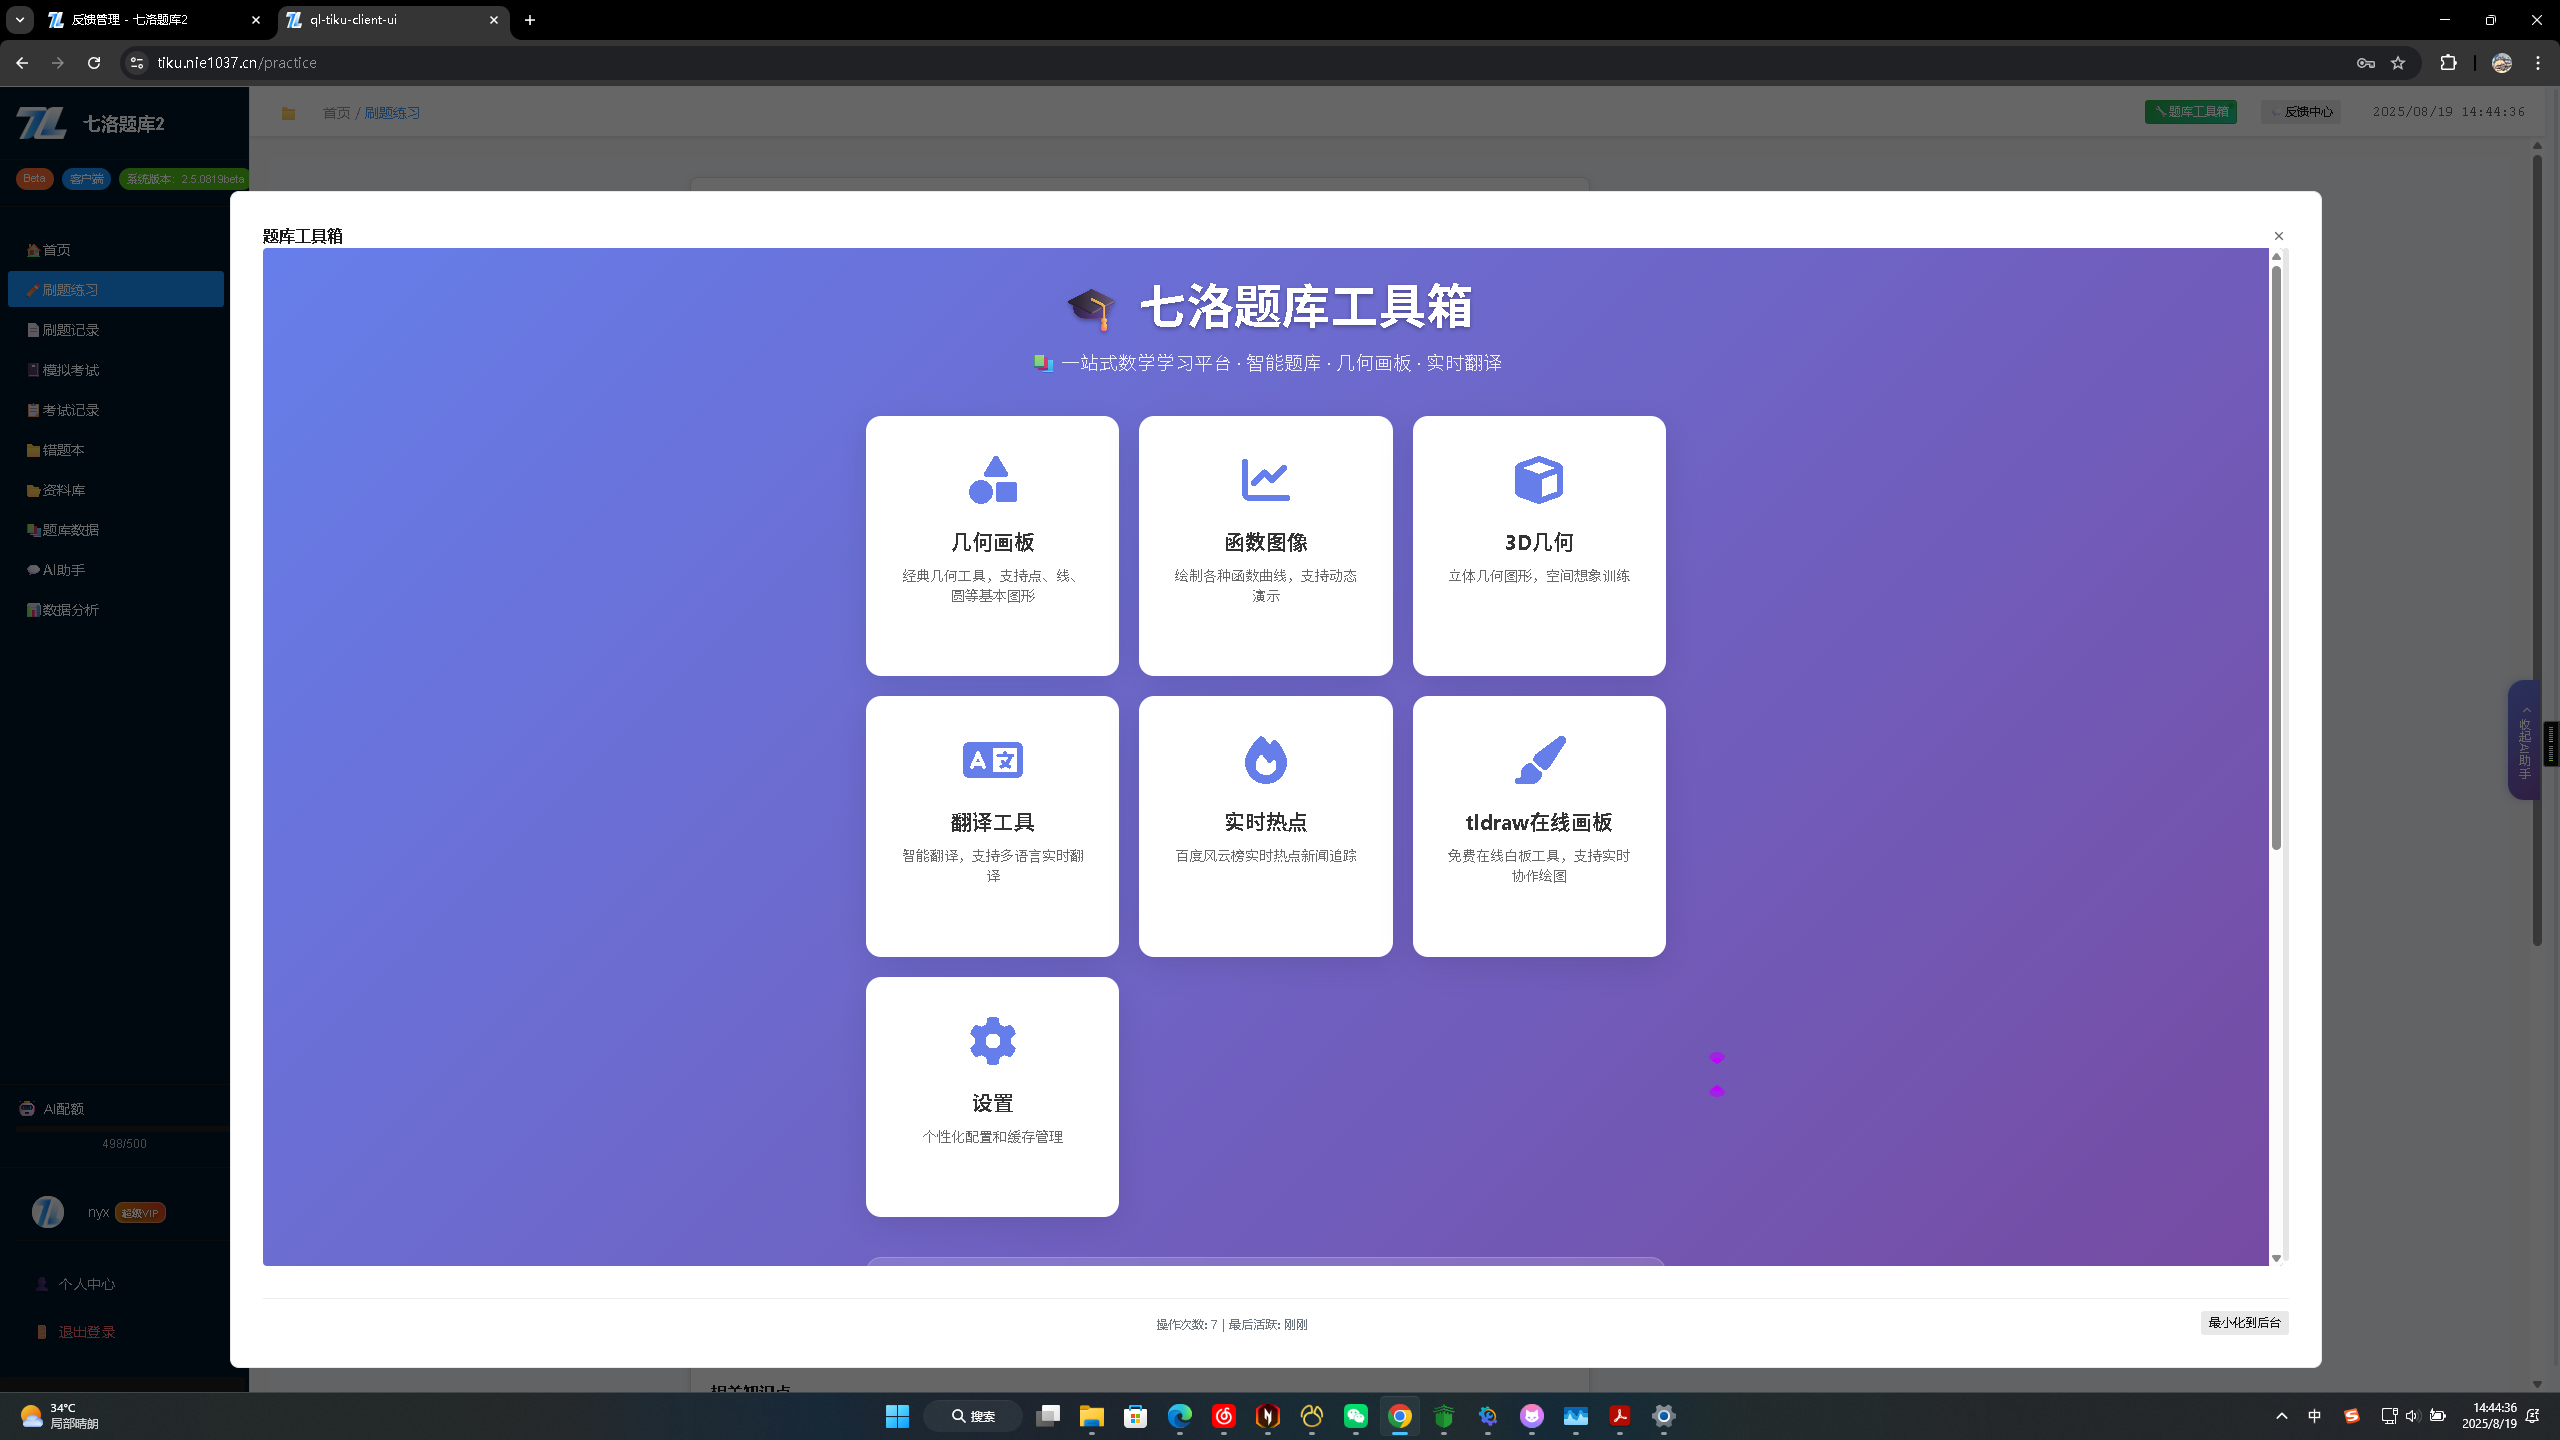 反馈管理 - 七洛题库2
ql-tiku-client-ui
tiku.nie1037.cn/practice
七洛题库2
首页 / 刷题练习
题库工具箱
反馈中心
2025/08/19 14:44:36
Beta
客户端
系统版本: 2.5.0819beta
首页
刷题练习
刷题记录
模拟考试
考试记录
错题本
资料库
题库数据
AI助手
数据分析
AI配额
498/500
nyx
超级VIP
个人中心
退出登录
题库工具箱
七洛题库工具箱
一站式数学学习平台 · 智能题库 · 几何画板 · 实时翻译
几何画板
经典几何工具，支持点、线、
圆等基本图形
函数图像
绘制各种函数曲线，支持动态
演示
3D几何
立体几何图形，空间想象训练
翻译工具
智能翻译，支持多语言实时翻
译
实时热点
百度风云榜实时热点新闻追踪
tldraw在线画板
免费在线白板工具，支持实时
协作绘图
设置
个性化配置和缓存管理
操作次数: 7 | 最后活跃: 刚刚
最小化到后台
收起AI助手
相关知识点
34°C
局部晴朗
搜索
中
14:44:36
2025/8/19